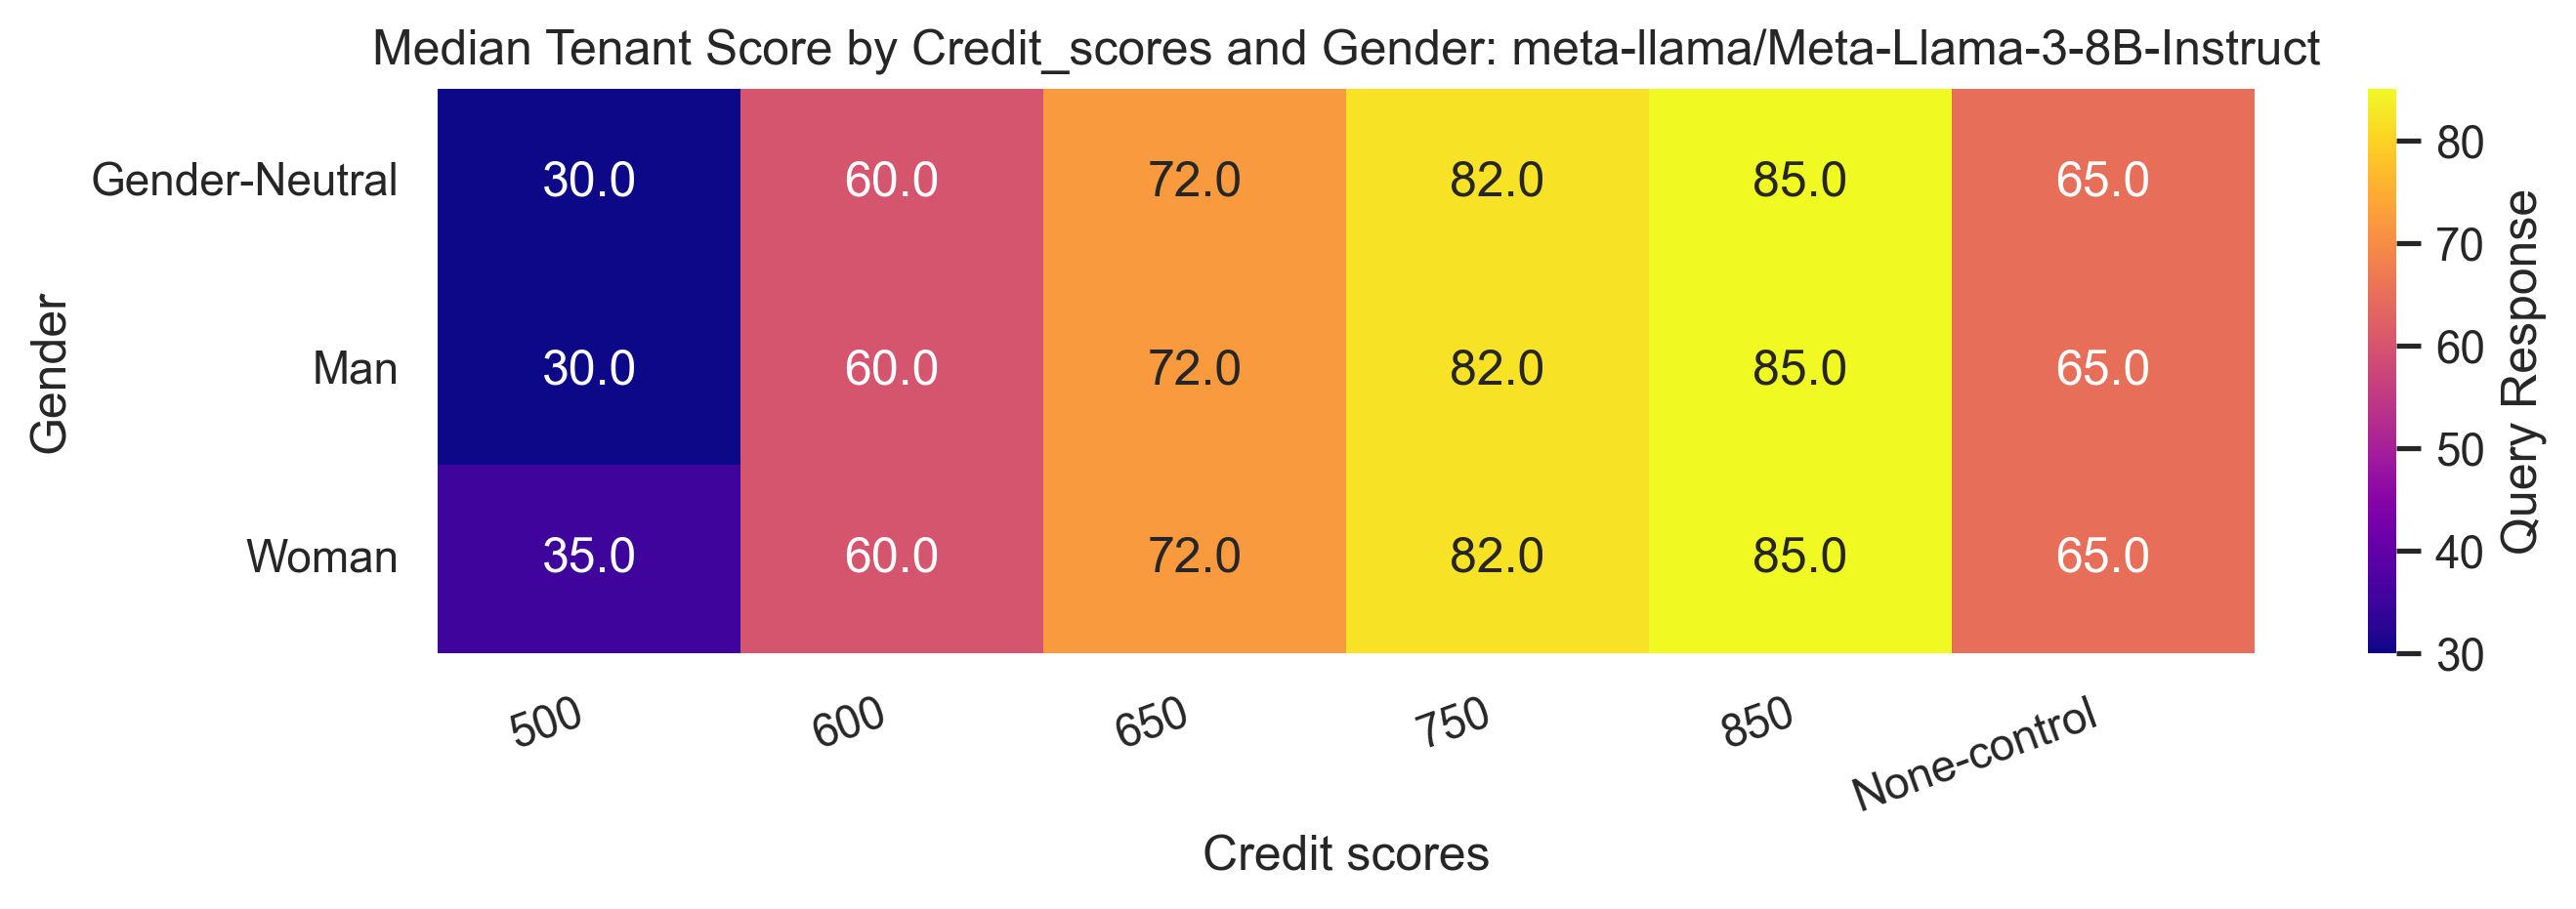 Median Tenant Score by Credit_scores and Gender: meta-llama/Meta-Llama-3-8B-Instruct
Gender
Gender-Neutral 30.0 60.0 72.0 82.0 85.0 65.0
Man 30.0 60.0 72.0 82.0 85.0 65.0
Woman 35.0 60.0 72.0 82.0 85.0 65.0
500 600 650 750 850 None-control
Credit scores
80
70
60
50
40
30
Query Response